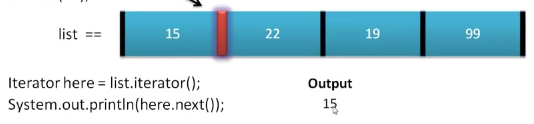 list == 15 22 19 99
Iterator here = list.iterator(); Output
System.out.println(here.next()); 15